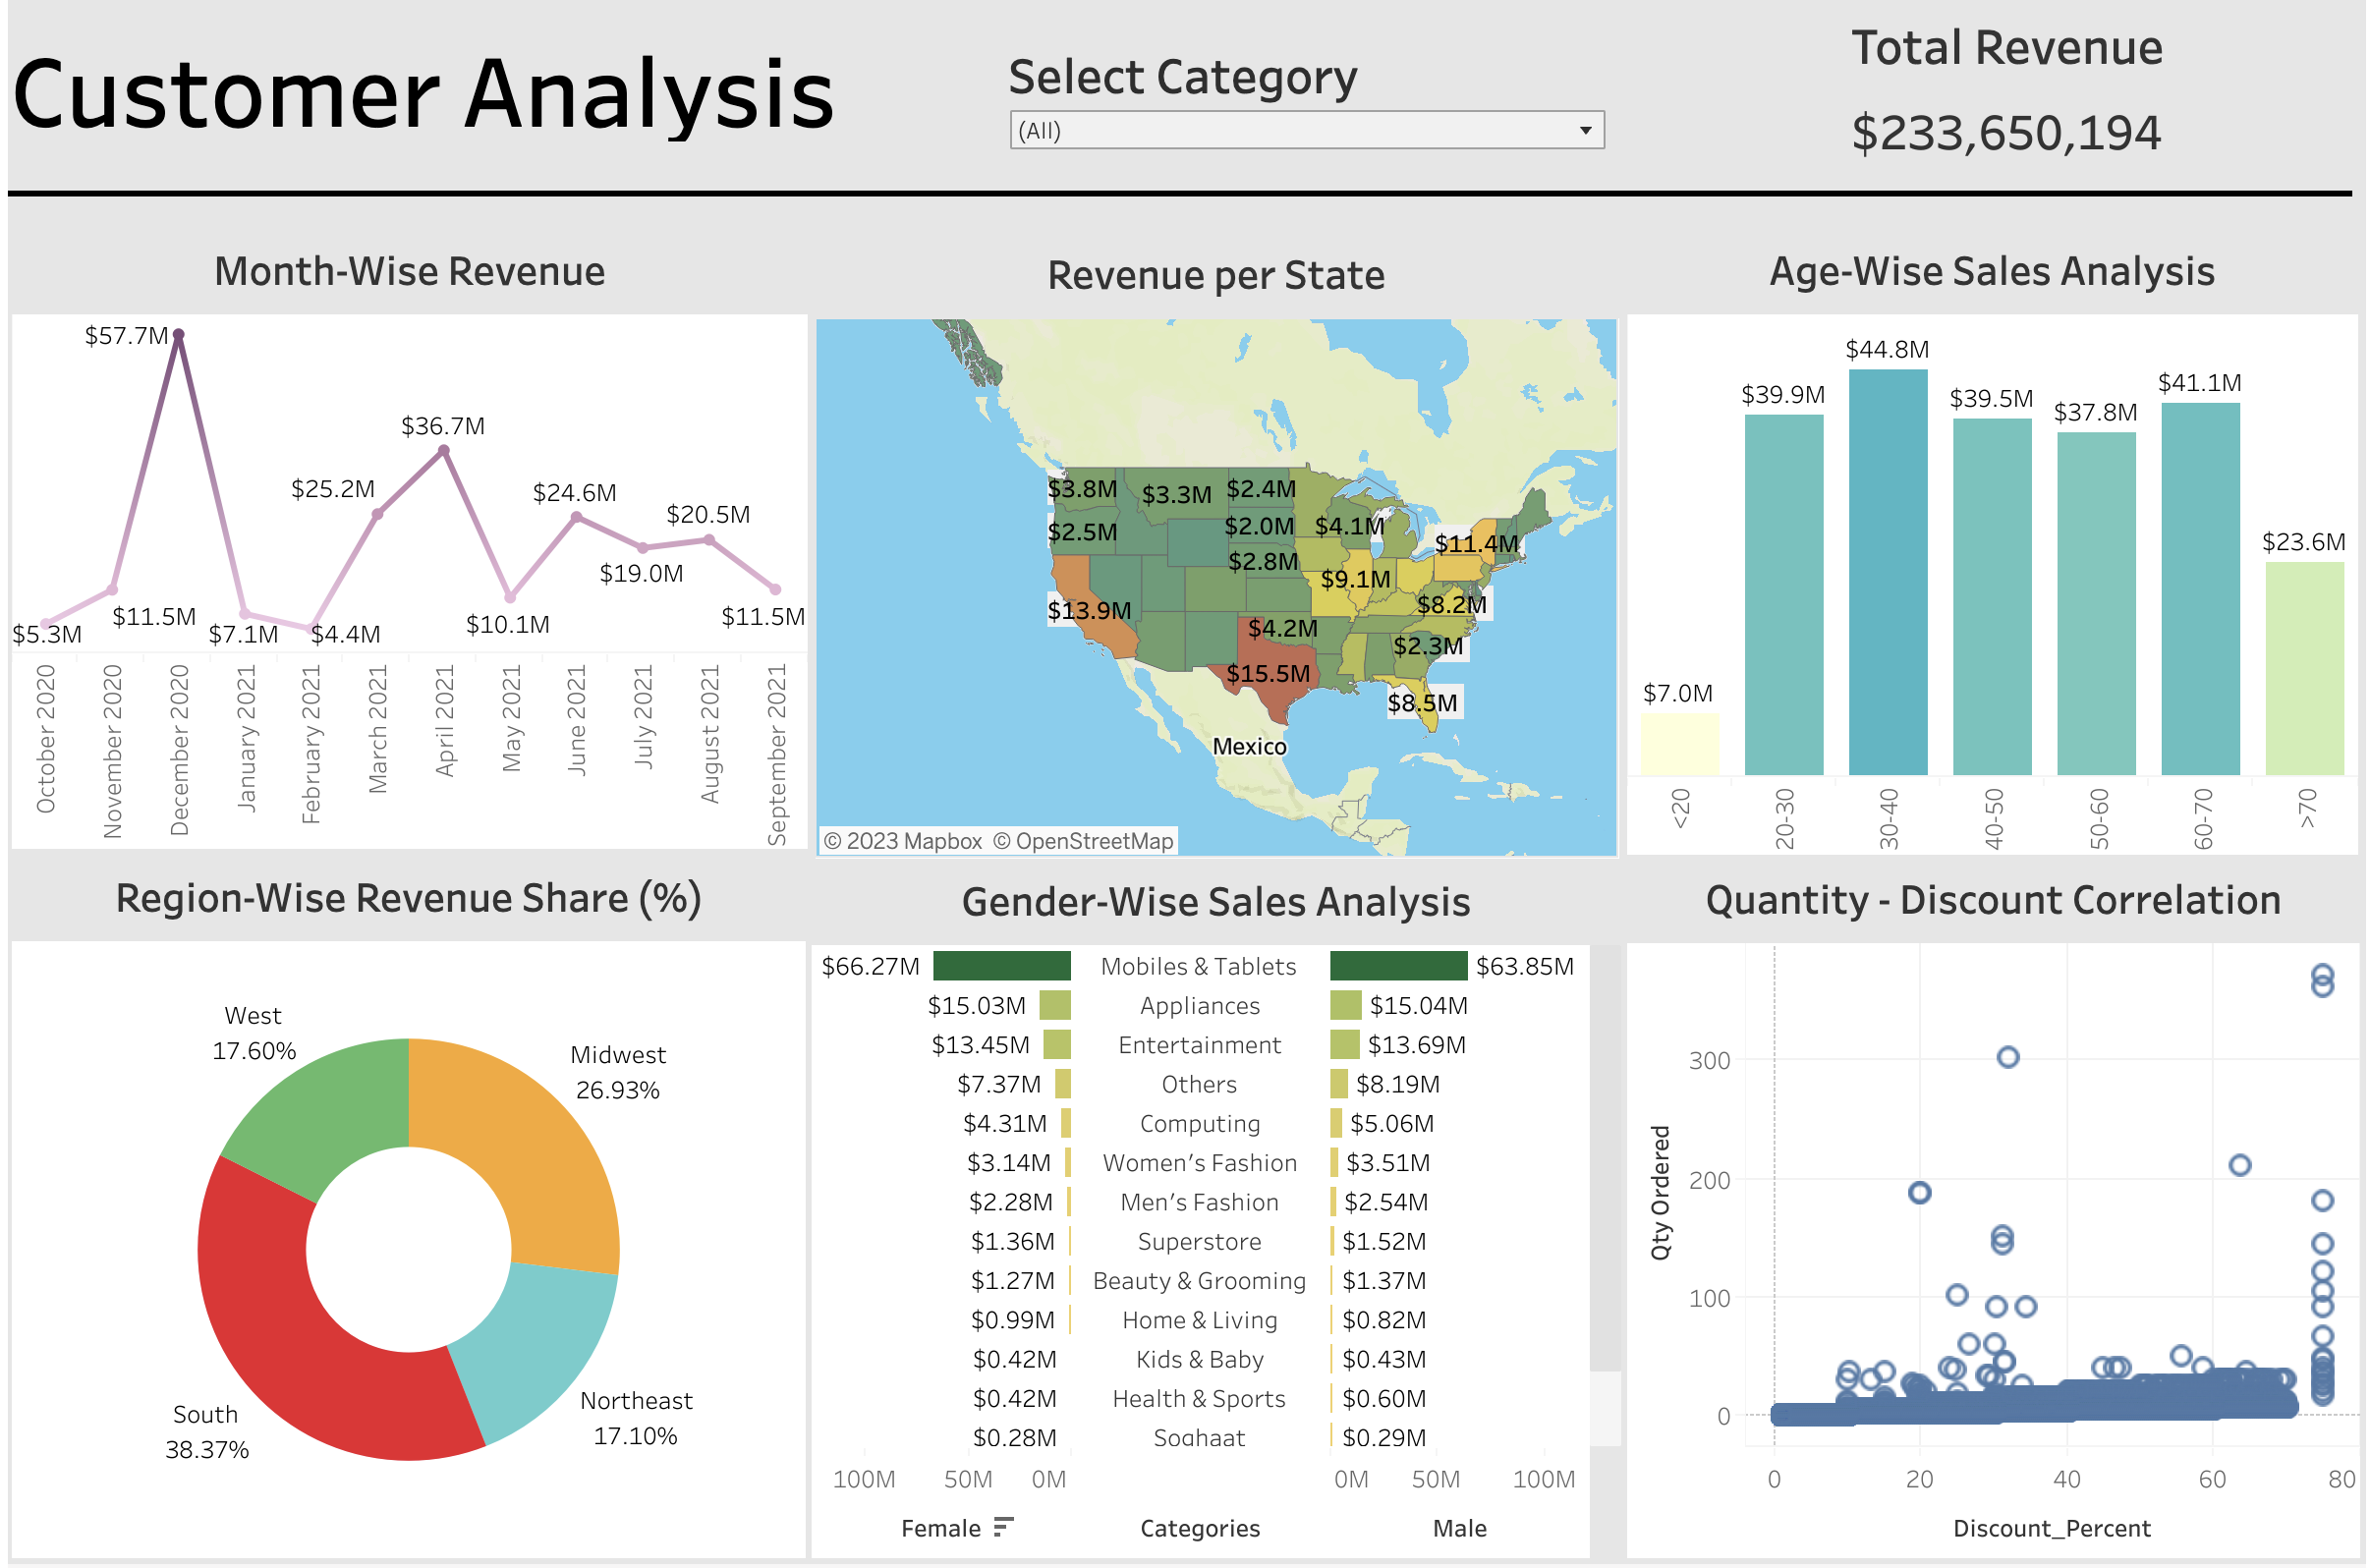 Customer Analysis
Select Category
(All)
Total Revenue
$233,650,194
Month-Wise Revenue
$57.7M
$36.7M
$25.2M
$24.6M
$20.5M
$19.0M
$11.5M
$10.1M
$11.5M
$5.3M
$7.1M
$4.4M
October 2020
November 2020
December 2020
January 2021
February 2021
March 2021
April 2021
May 2021
June 2021
July 2021
August 2021
September 2021
Revenue per State
$3.8M
$3.3M
$2.4M
$2.5M
$2.0M
$4.1M
$11.4M
$2.8M
$9.1M
$13.9M
$8.2M
$4.2M
$2.3M
$15.5M
$8.5M
Mexico
© 2023 Mapbox © OpenStreetMap
Age-Wise Sales Analysis
$7.0M
$39.9M
$44.8M
$39.5M
$37.8M
$41.1M
$23.6M
<20
20-30
30-40
40-50
50-60
60-70
>70
Region-Wise Revenue Share (%)
West
17.60%
Midwest
26.93%
South
38.37%
Northeast
17.10%
Gender-Wise Sales Analysis
$66.27M Mobiles & Tablets $63.85M
$15.03M Appliances $15.04M
$13.45M Entertainment $13.69M
$7.37M Others $8.19M
$4.31M Computing $5.06M
$3.14M Women's Fashion $3.51M
$2.28M Men's Fashion $2.54M
$1.36M Superstore $1.52M
$1.27M Beauty & Grooming $1.37M
$0.99M Home & Living $0.82M
$0.42M Kids & Baby $0.43M
$0.42M Health & Sports $0.60M
$0.28M Soghaat $0.29M
100M 50M 0M 0M 50M 100M
Female Categories Male
Quantity - Discount Correlation
Qty Ordered
300
200
100
0
0 20 40 60 80
Discount_Percent